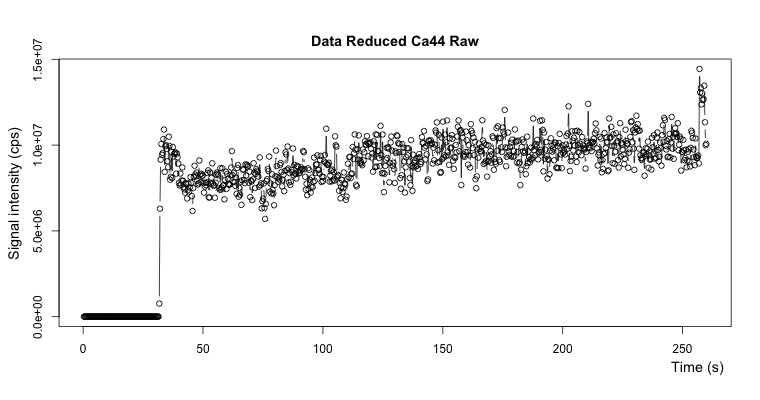 Data Reduced Ca44 Raw
Signal intensity (cps)
1.5e+07
1.0e+07
5.0e+06
0.0e+00
0 50 100 150 200 250
Time (s)